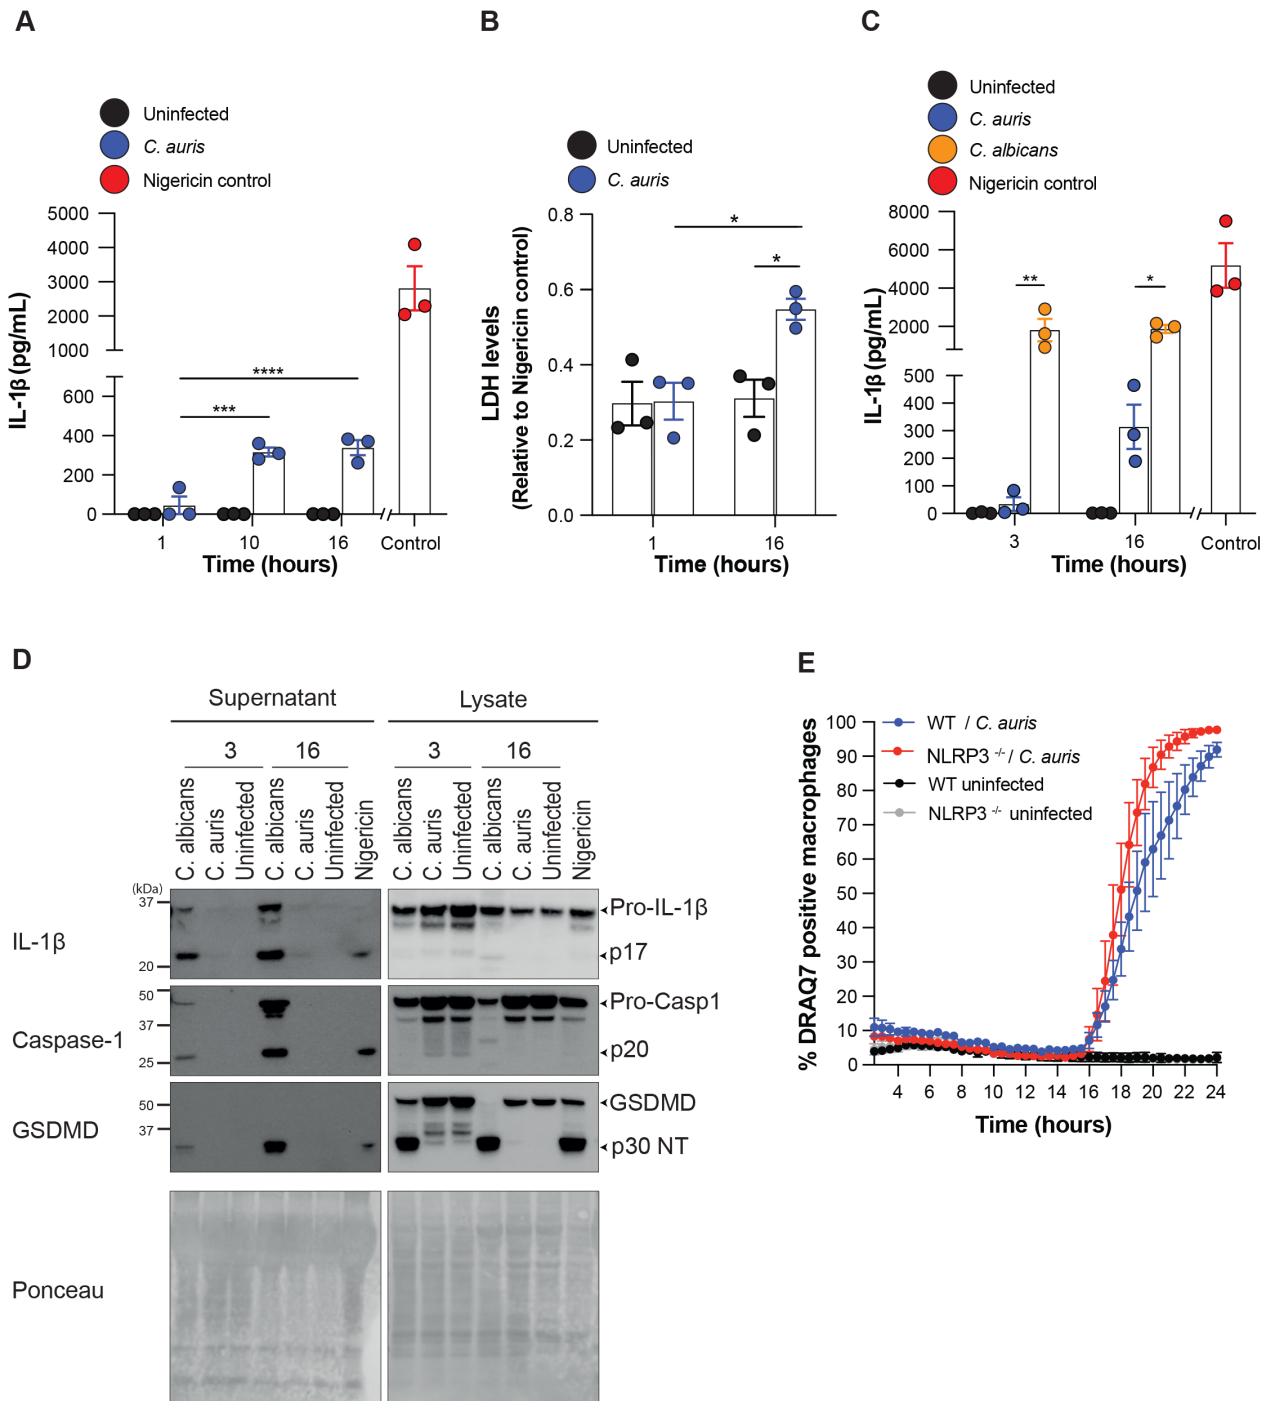 A
B
C
Uninfected
C. auris
Nigericin control
Uninfected
C. auris
Uninfected
C. auris
C. albicans
Nigericin control
IL-1β (pg/mL)
5000
4000
3000
2000
1000
600
400
200
0
***
****
1
10
16
Control
Time (hours)
LDH levels
(Relative to Nigericin control)
0.8
0.6
0.4
0.2
0.0
*
*
1
16
Time (hours)
IL-1β (pg/mL)
8000
6000
4000
2000
500
400
300
200
100
0
**
*
3
16
Control
Time (hours)
D
Supernatant
Lysate
3
16
3
16
C. albicans
C. auris
Uninfected
C. albicans
C. auris
Uninfected
Nigericin
C. albicans
C. auris
Uninfected
C. albicans
C. auris
Uninfected
Nigericin
(kDa)
IL-1β
37
20
Pro-IL-1β
p17
Caspase-1
50
37
25
Pro-Casp1
p20
GSDMD
50
37
GSDMD
p30 NT
Ponceau
E
WT / C. auris
NLRP3 -/- / C. auris
WT uninfected
NLRP3 -/- uninfected
% DRAQ7 positive macrophages
100
90
80
70
60
50
40
30
20
10
0
4
6
8
10
12
14
16
18
20
22
24
Time (hours)